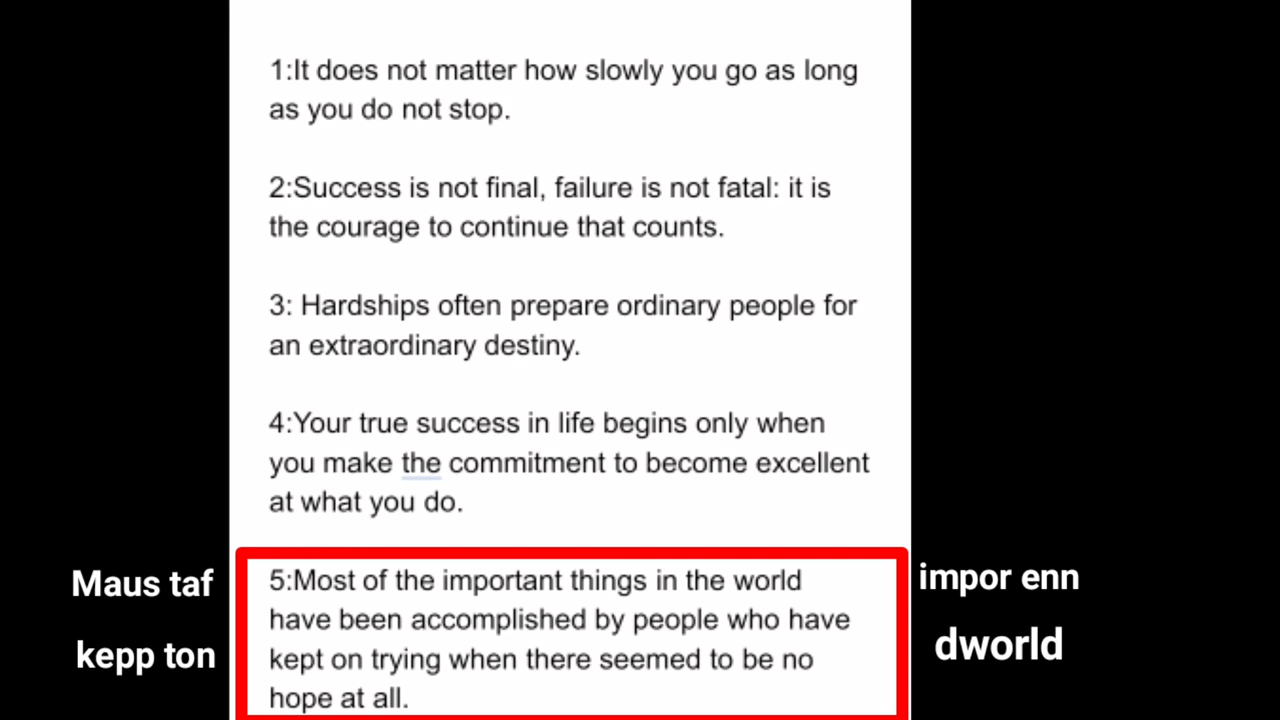 1:It does not matter how slowly you go as long
as you do not stop.
2:Success is not final, failure is not fatal: it is
the courage to continue that counts.
3: Hardships often prepare ordinary people for
an extraordinary destiny.
4:Your true success in life begins only when
you make the commitment to become excellent
at what you do.
5:Most of the important things in the world
have been accomplished by people who have
kept on trying when there seemed to be no
hope at all.
Maus taf
kepp ton
impor enn
dworld